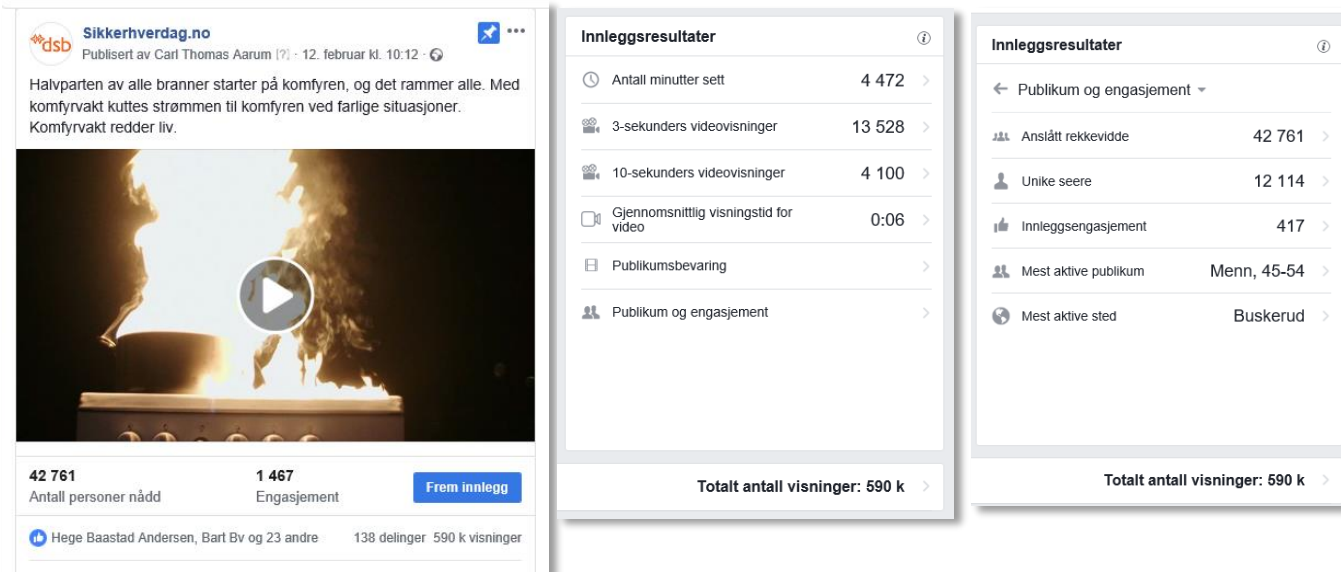 dsb
Sikkerhverdag.no
Publisert av Carl Thomas Aarum [?] · 12. februar kl. 10:12 ·
Halvparten av alle branner starter på komfyren, og det rammer alle. Med
komfyrvakt kuttes strømmen til komfyren ved farlige situasjoner.
Komfyrvakt redder liv.
42 761
Antall personer nådd
1 467
Engasjement
Frem innlegg
Hege Baastad Andersen, Bart Bv og 23 andre
138 delinger 590 k visninger
Innleggsresultater
Antall minutter sett 4 472
3-sekunders videovisninger 13 528
10-sekunders videovisninger 4 100
Gjennomsnittlig visningstid for
video 0:06
Publikumsbevaring
Publikum og engasjement
Totalt antall visninger: 590 k
Innleggsresultater
Publikum og engasjement
Anslått rekkevidde 42 761
Unike seere 12 114
Innleggsengasjement 417
Mest aktive publikum Menn, 45-54
Mest aktive sted Buskerud
Totalt antall visninger: 590 k